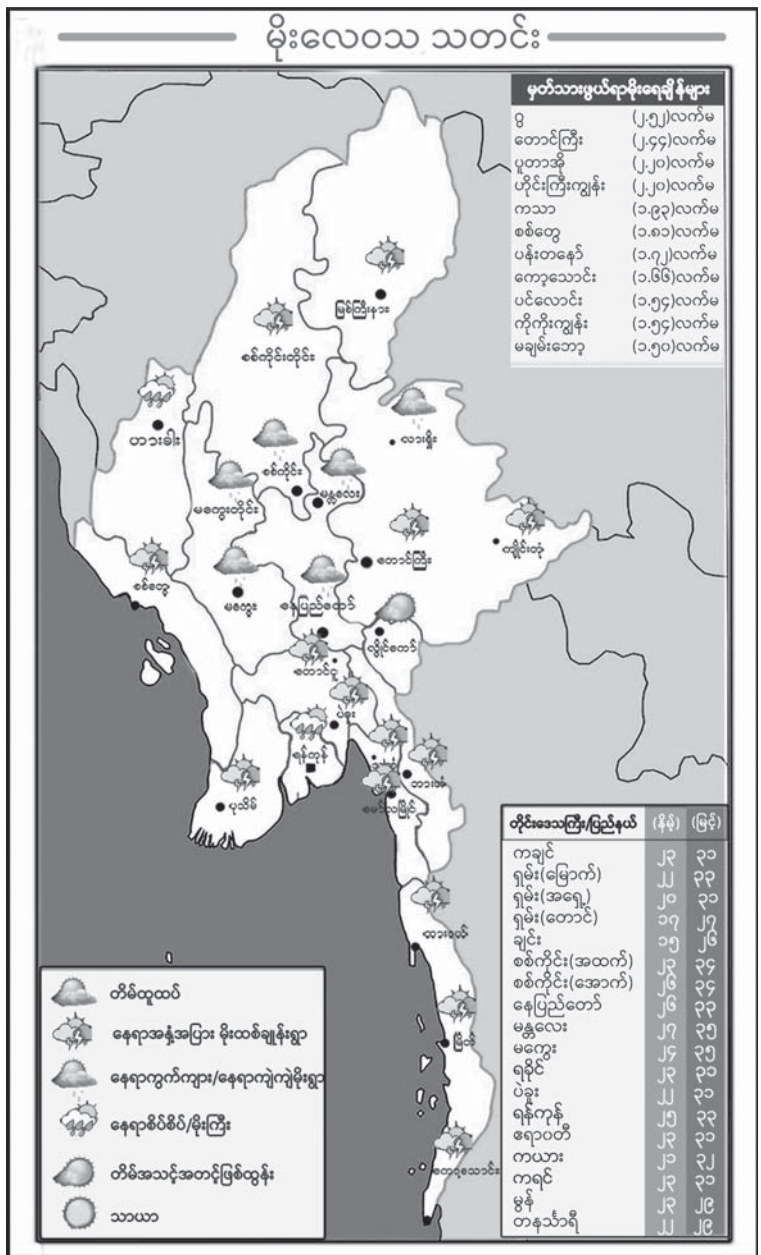 မိုးလေဝသ သတင်း
မှတ်သားဖွယ်ရာမိုးရေချိန်များ
ဂွ (၂.၅၂)လက်မ
တောင်ကြီး (၂.၄၄)လက်မ
ပူတာအို (၂.၂၀)လက်မ
ဟိုင်းကြီးကျွန်း (၂.၂၀)လက်မ
ကသာ (၁.၉၃)လက်မ
စစ်တွေ (၁.၈၁)လက်မ
ပန်းတနော် (၁.၇၂)လက်မ
ကော့သောင်း (၁.၆၆)လက်မ
ပင်လောင်း (၁.၅၄)လက်မ
ကိုကိုးကျွန်း (၁.၅၄)လက်မ
မချမ်းဘော့ (၁.၅၀)လက်မ
မြစ်ကြီးနား
စစ်ကိုင်းတိုင်း
ဟားခါး
လားရှိုး
စစ်ကိုင်း
မန္တလေး
မကွေးတိုင်း
တောင်ကြီး
ကျိုင်းတုံ
စစ်တွေ
မကွေး
နေပြည်တော်
လွိုင်ကော်
တောင်ငူ
ပဲခူး
ရန်ကုန်
ဘားအံ
ပုသိမ်
မော်လမြိုင်
ထားဝယ်
မြိတ်
ကော့သောင်း
တိုင်းဒေသကြီး/ပြည်နယ် (နိမ့်) (မြင့်)
ကချင် ၂၃ ၃၁
ရှမ်း(မြောက်) ၂၂ ၃၃
ရှမ်း(အရှေ့) ၂၀ ၃၁
ရှမ်း(တောင်) ၁၇ ၂၇
ချင်း ၁၅ ၂၆
စစ်ကိုင်း(အထက်) ၂၃ ၃၄
စစ်ကိုင်း(အောက်) ၂၆ ၃၄
နေပြည်တော် ၂၆ ၃၃
မန္တလေး ၂၇ ၃၅
မကွေး ၂၄ ၃၅
ရခိုင် ၂၃ ၃၁
ပဲခူး ၂၂ ၃၁
ရန်ကုန် ၂၅ ၃၃
ဧရာဝတီ ၂၃ ၃၁
ကယား ၂၁ ၃၂
ကရင် ၂၃ ၃၁
မွန် ၂၃ ၂၉
တနင်္သာရီ ၂၂ ၂၉
တိမ်ထူထပ်
နေရာအနှံ့အပြား မိုးထစ်ချုန်းရွာ
နေရာကွက်ကျား/နေရာကျဲကျဲမိုးရွာ
နေရာစိပ်စိပ်/မိုးကြီး
တိမ်အသင့်အတင့်ဖြစ်ထွန်း
သာယာ